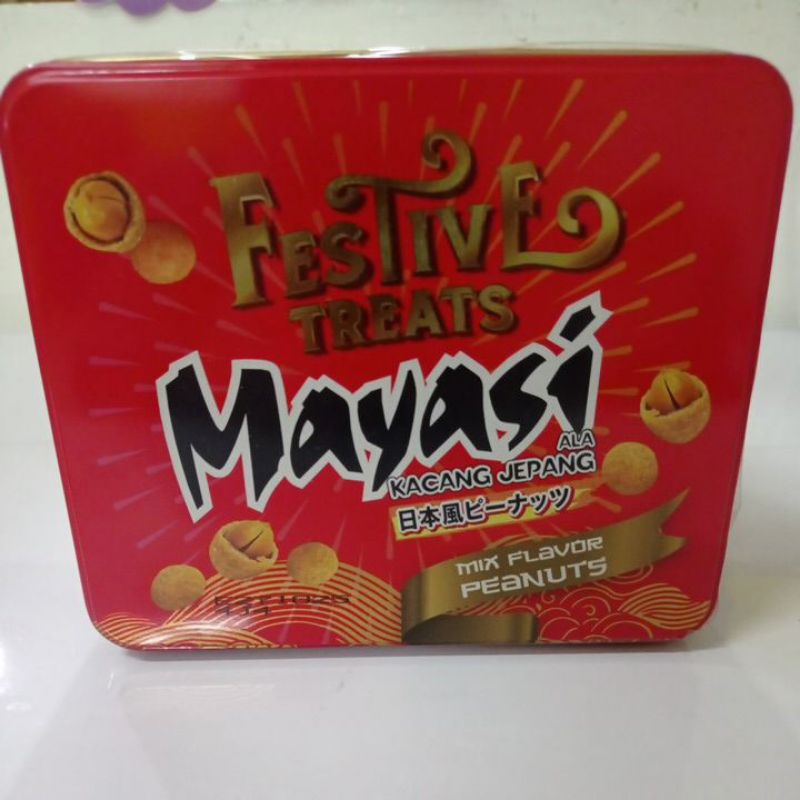 FESTIVE
TREATS
Mayasi
ALA
KACANG JEPANG
日本風ピーナッツ
MIX FLAVOR
PEANUTS